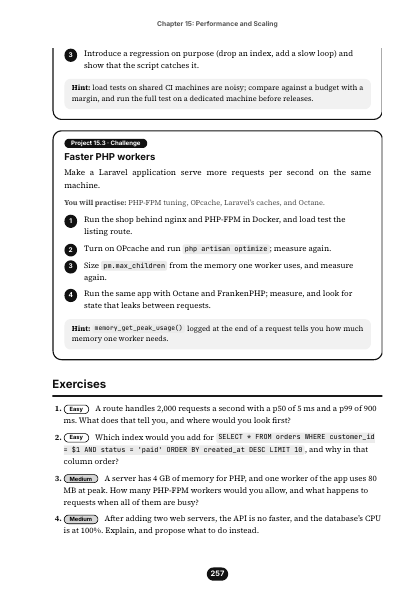 Chapter 15: Performance and Scaling
3 Introduce a regression on purpose (drop an index, add a slow loop) and
show that the script catches it.
Hint: load tests on shared CI machines are noisy; compare against a budget with a
margin, and run the full test on a dedicated machine before releases.
Project 15.3 · Challenge
Faster PHP workers
Make a Laravel application serve more requests per second on the same
machine.
You will practise: PHP-FPM tuning, OPcache, Laravel's caches, and Octane.
1 Run the shop behind nginx and PHP-FPM in Docker, and load test the
listing route.
2 Turn on OPcache and run php artisan optimize; measure again.
3 Size pm.max_children from the memory one worker uses, and measure
again.
4 Run the same app with Octane and FrankenPHP; measure, and look for
state that leaks between requests.
Hint: memory_get_peak_usage() logged at the end of a request tells you how much
memory one worker needs.
Exercises
1. Easy A route handles 2,000 requests a second with a p50 of 5 ms and a p99 of 900
ms. What does that tell you, and where would you look first?
2. Easy Which index would you add for SELECT * FROM orders WHERE customer_id
= $1 AND status = 'paid' ORDER BY created_at DESC LIMIT 10, and why in that
column order?
3. Medium A server has 4 GB of memory for PHP, and one worker of the app uses 80
MB at peak. How many PHP-FPM workers would you allow, and what happens to
requests when all of them are busy?
4. Medium After adding two web servers, the API is no faster, and the database's CPU
is at 100%. Explain, and propose what to do instead.
257